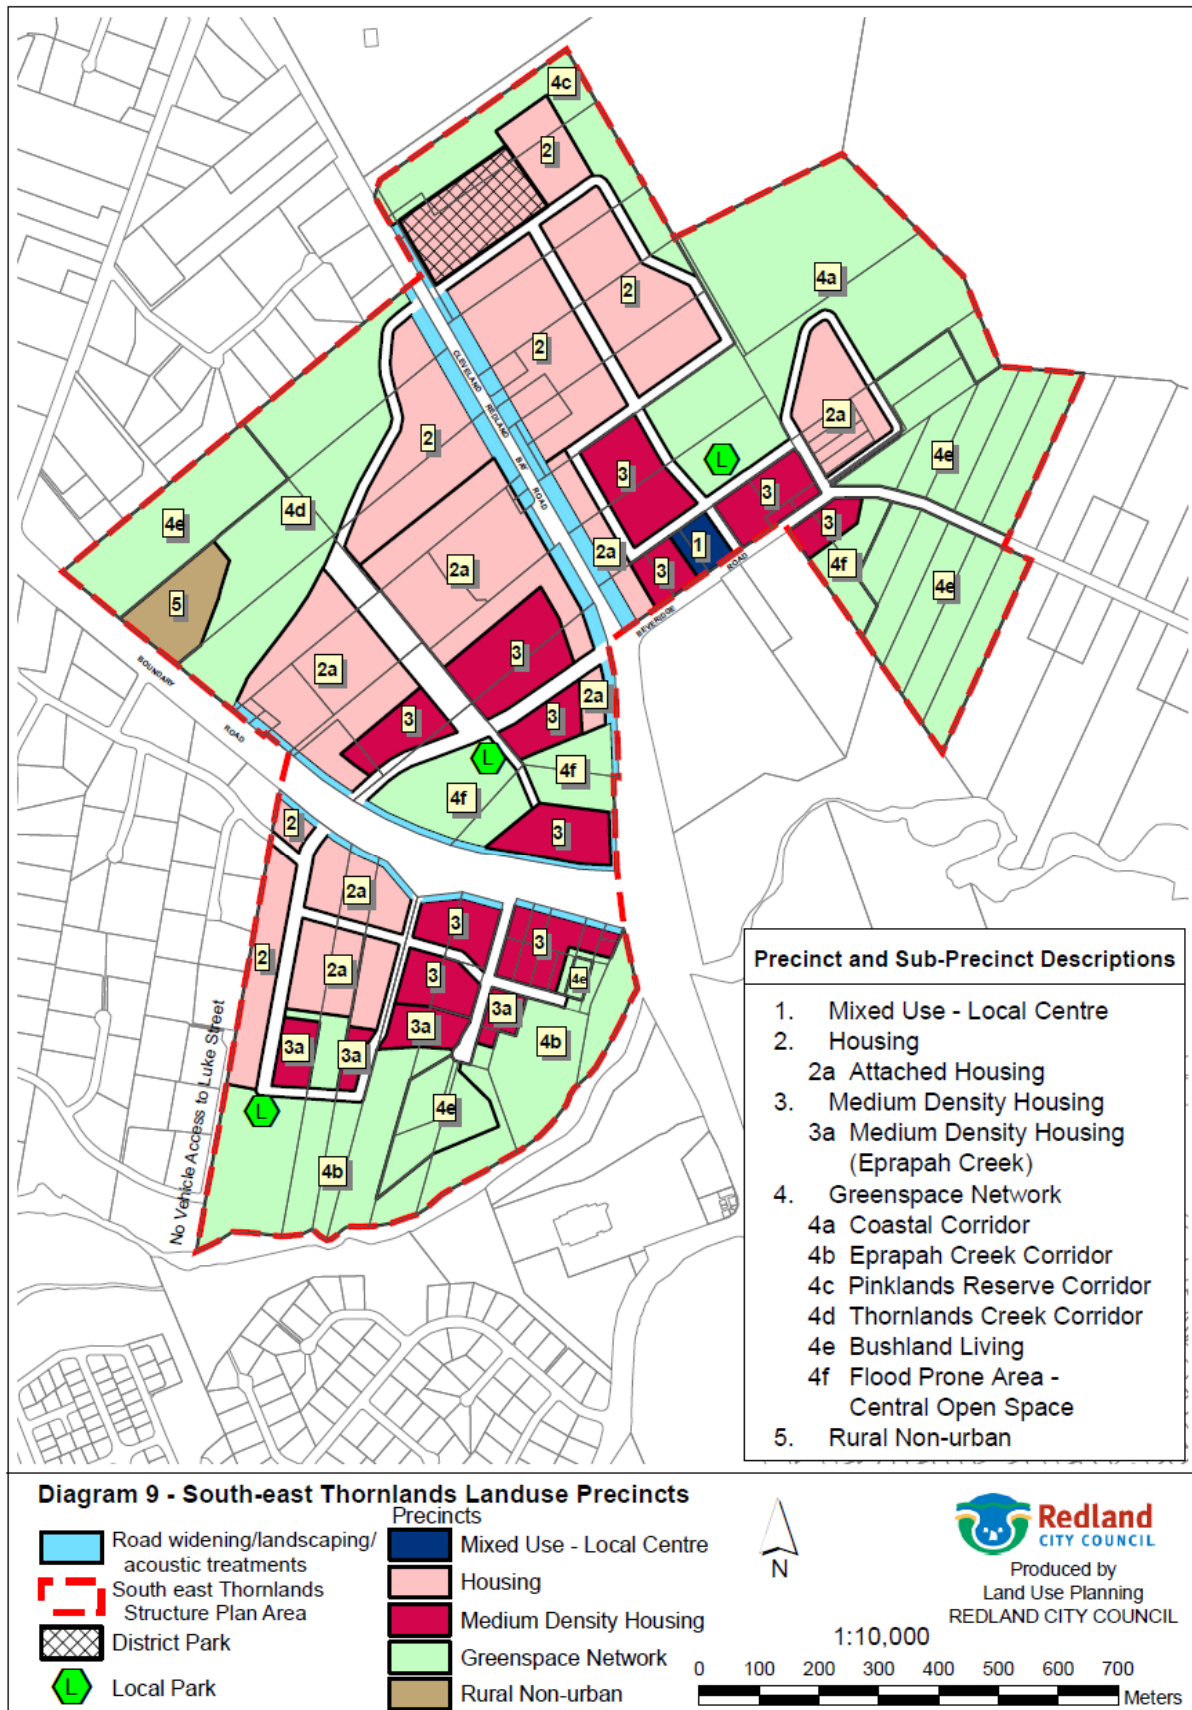 4c
2
4a
2
2
CLEVELAND REDLAND BAY ROAD
2a
2
4e
3
L
3
4d
4e
3
1
2a
4f
3
2a
4e
5
BEVERIDGE ROAD
3
2a
2a
BOUNDARY ROAD
3
3
L
4f
4f
2
3
2a
3
3
2
2a
3
4e
3a
3a
4b
3a
3a
L
4e
4b
No Vehicle Access to Luke Street
Precinct and Sub-Precinct Descriptions
1. Mixed Use - Local Centre
2. Housing
2a Attached Housing
3. Medium Density Housing
3a Medium Density Housing
(Eprapah Creek)
4. Greenspace Network
4a Coastal Corridor
4b Eprapah Creek Corridor
4c Pinklands Reserve Corridor
4d Thornlands Creek Corridor
4e Bushland Living
4f Flood Prone Area -
Central Open Space
5. Rural Non-urban
Diagram 9 - South-east Thornlands Landuse Precincts
Road widening/landscaping/
acoustic treatments
South east Thornlands
Structure Plan Area
District Park
L Local Park
Precincts
Mixed Use - Local Centre
Housing
Medium Density Housing
Greenspace Network
Rural Non-urban
N
Redland
CITY COUNCIL
Produced by
Land Use Planning
REDLAND CITY COUNCIL
1:10,000
0 100 200 300 400 500 600 700
Meters